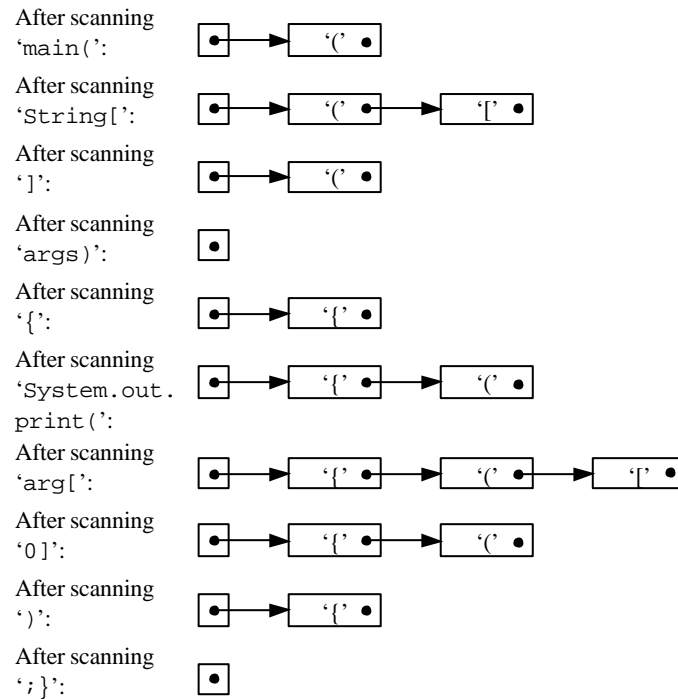 After scanning
‘main(’: ‘(’
After scanning
‘String[’: ‘(’ ‘[’
After scanning
‘]’: ‘(’
After scanning
‘args)’:
After scanning
‘{’: ‘{’
After scanning
‘System.out. ‘{’ ‘(’
print(’:
After scanning
‘arg[’: ‘{’ ‘(’ ‘[’
After scanning
‘0]’: ‘{’ ‘(’
After scanning
‘)’: ‘{’
After scanning
‘;}’: